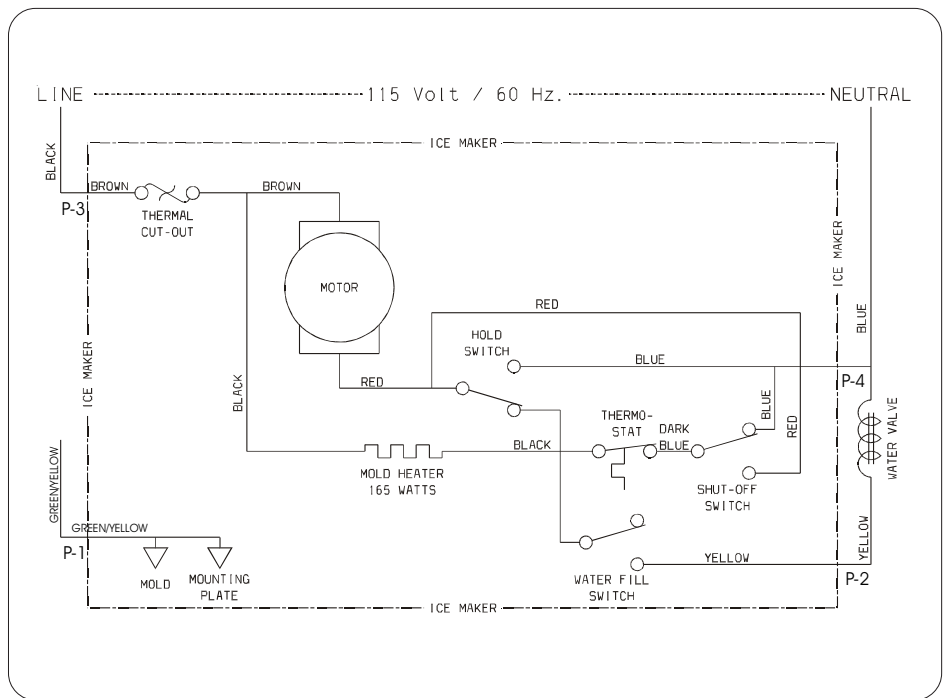 LINE 115 Volt / 60 Hz. NEUTRAL
ICE MAKER
BLACK
BROWN
BROWN
P-3
THERMAL
CUT-OUT
MOTOR
ICE MAKER
RED
HOLD
SWITCH
BLUE
BLUE
P-4
ICE MAKER
RED
BLACK
THERMO-
STAT
DARK
BLUE
BLUE
RED
WATER VALVE
BLACK
MOLD HEATER
165 WATTS
SHUT-OFF
SWITCH
GREEN/YELLOW
GREEN/YELLOW
P-1
MOLD
MOUNTING
PLATE
YELLOW
YELLOW
P-2
WATER FILL
SWITCH
ICE MAKER